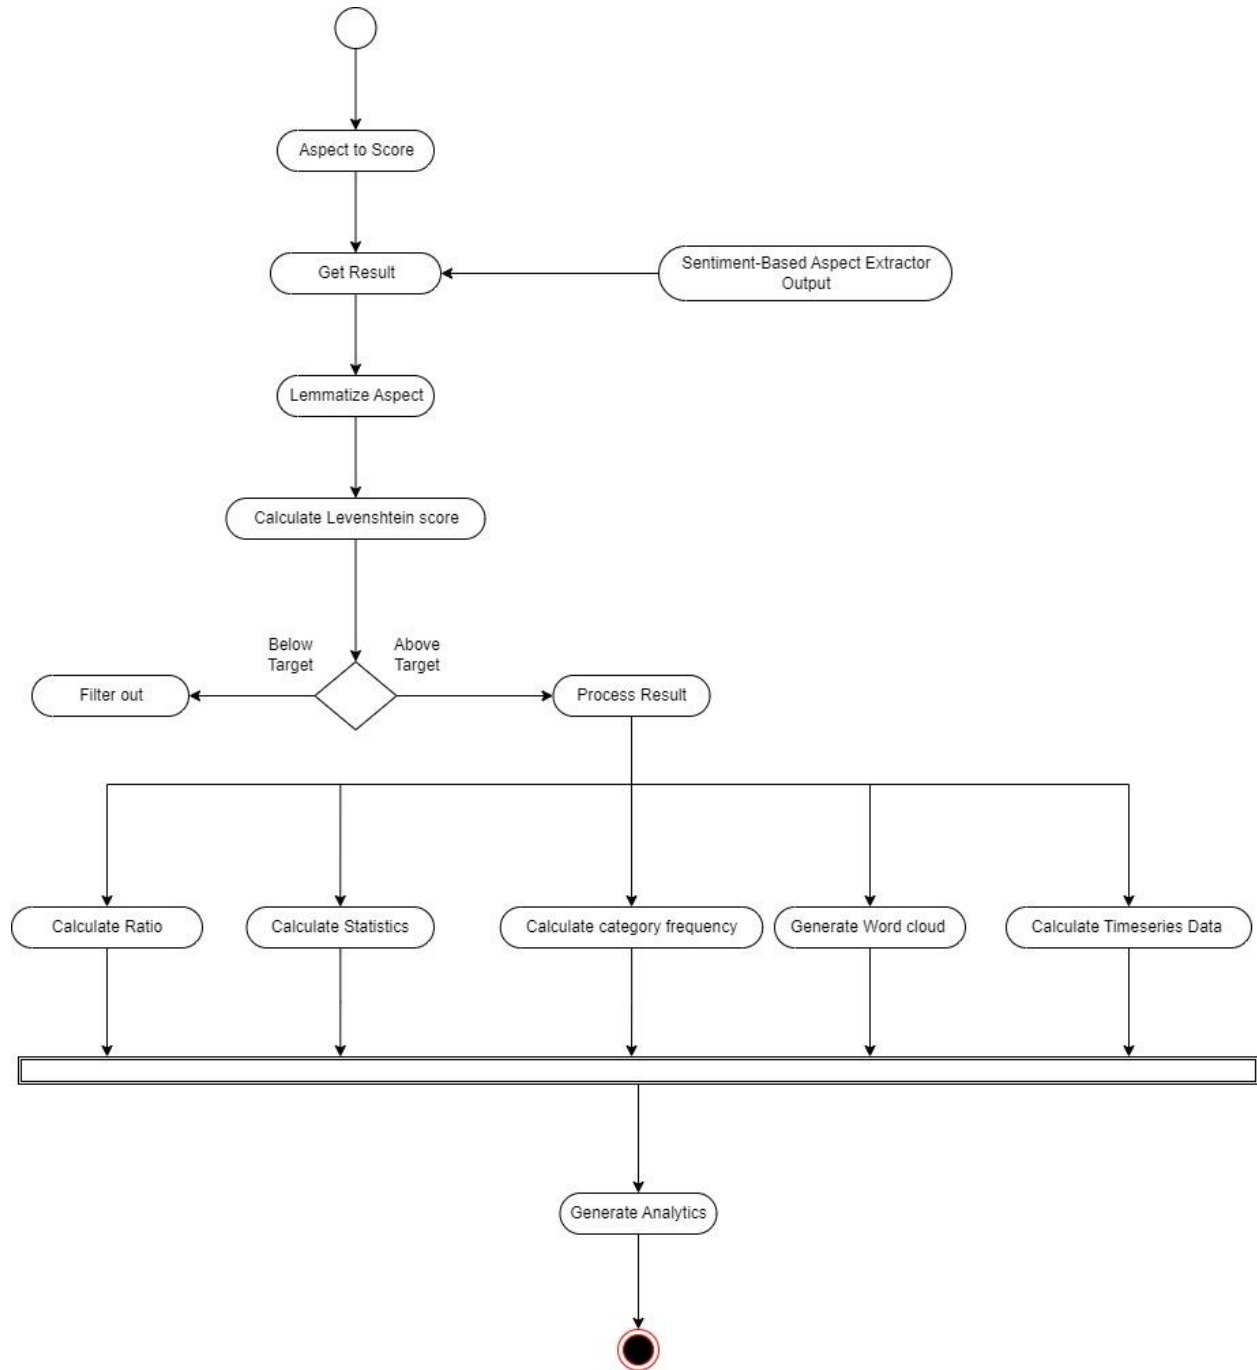 Aspect to Score
Get Result
Sentiment-Based Aspect Extractor
Output
Lemmatize Aspect
Calculate Levenshtein score
Below
Target
Above
Target
Filter out
Process Result
Calculate Ratio
Calculate Statistics
Calculate category frequency
Generate Word cloud
Calculate Timeseries Data
Generate Analytics